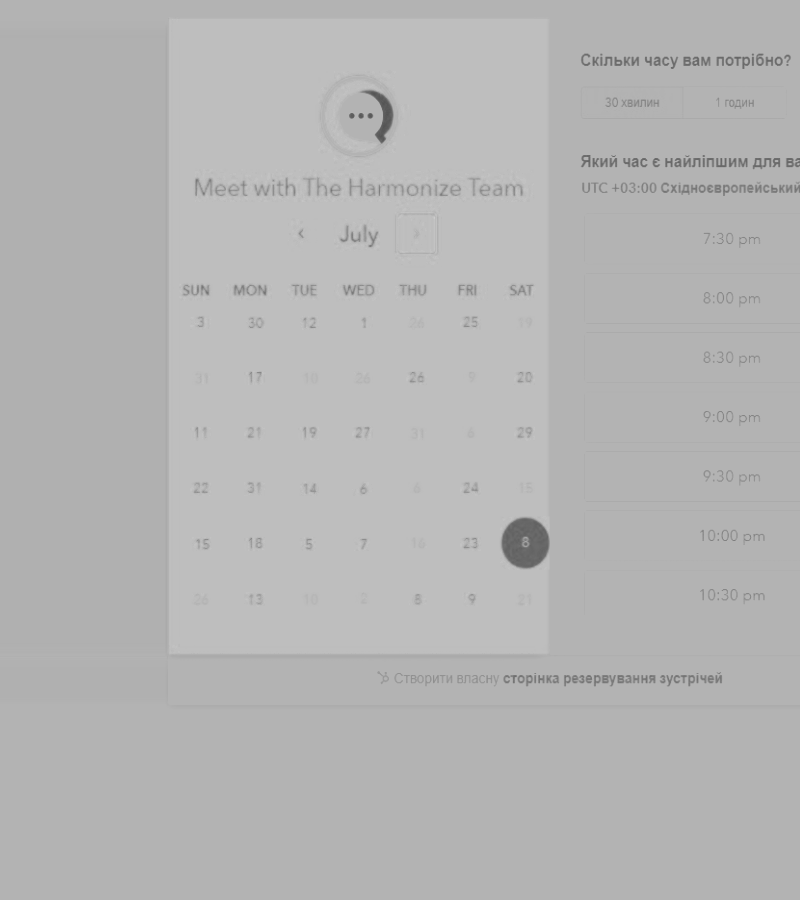 Meet with The Harmonize Team
July
SUN MON TUE WED THU FRI SAT
3 30 12 1 26 25 19
31 17 10 26 26 9 20
11 21 19 27 31 6 29
22 31 14 6 6 24 15
15 18 5 7 18 23 8
26 13 10 2 8 9 21
Скільки часу вам потрібно?
30 хвилин 1 годин
Який час є найліпшим для ва
UTC +03:00 Східноєвропейський
7:30 pm
8:00 pm
8:30 pm
9:00 pm
9:30 pm
10:00 pm
10:30 pm
Створити власну сторінка резервування зустрічей